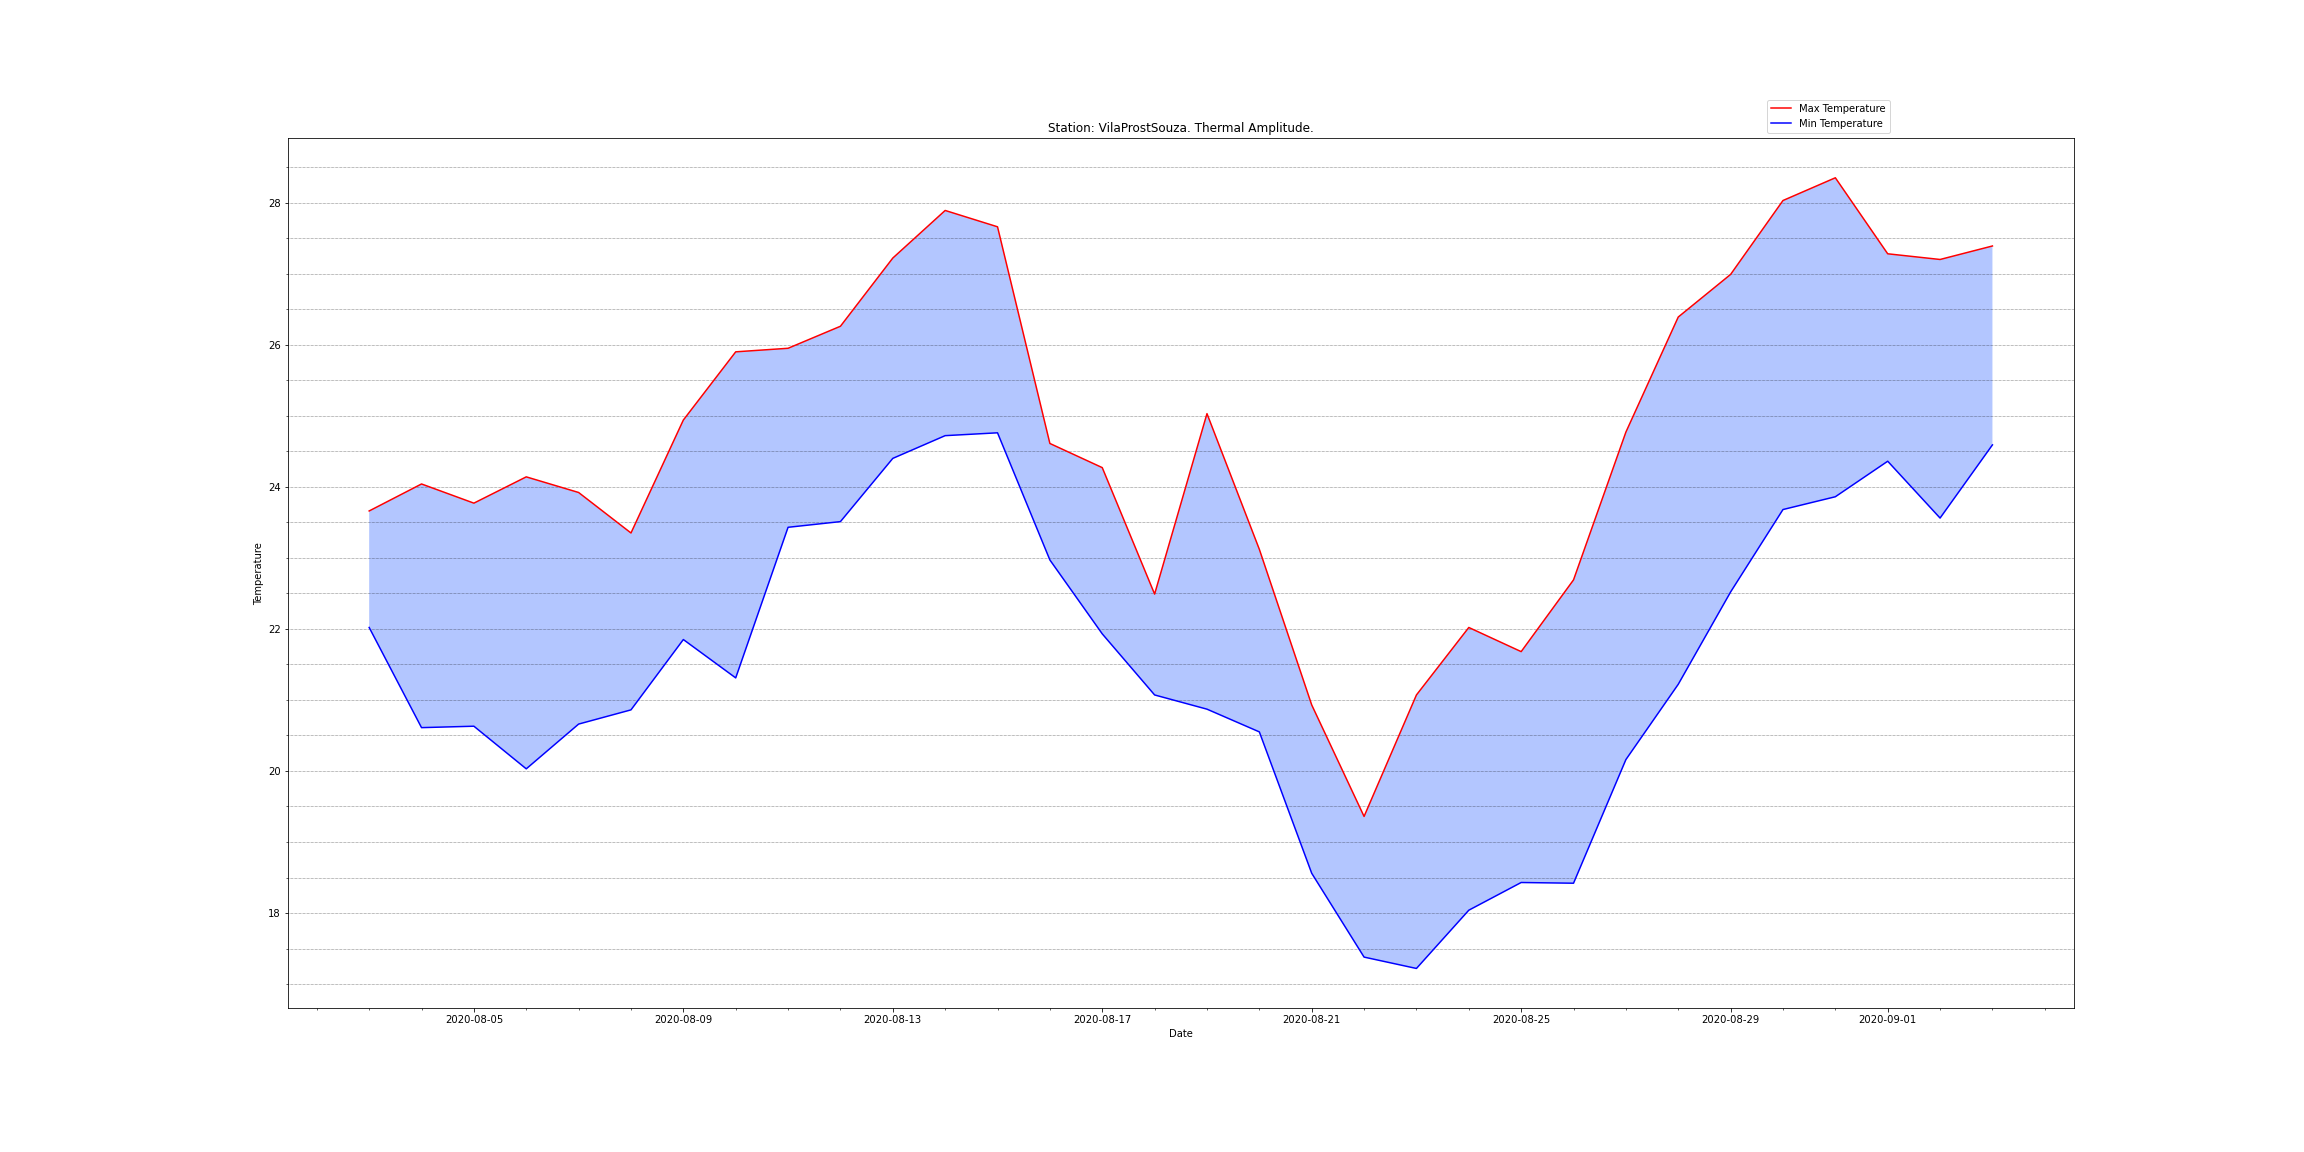 Max Temperature
Min Temperature
Station: VilaProstSouza. Thermal Amplitude.
28
26
24
22
20
18
Temperature
2020-08-05
2020-08-09
2020-08-13
2020-08-17
2020-08-21
2020-08-25
2020-08-29
2020-09-01
Date